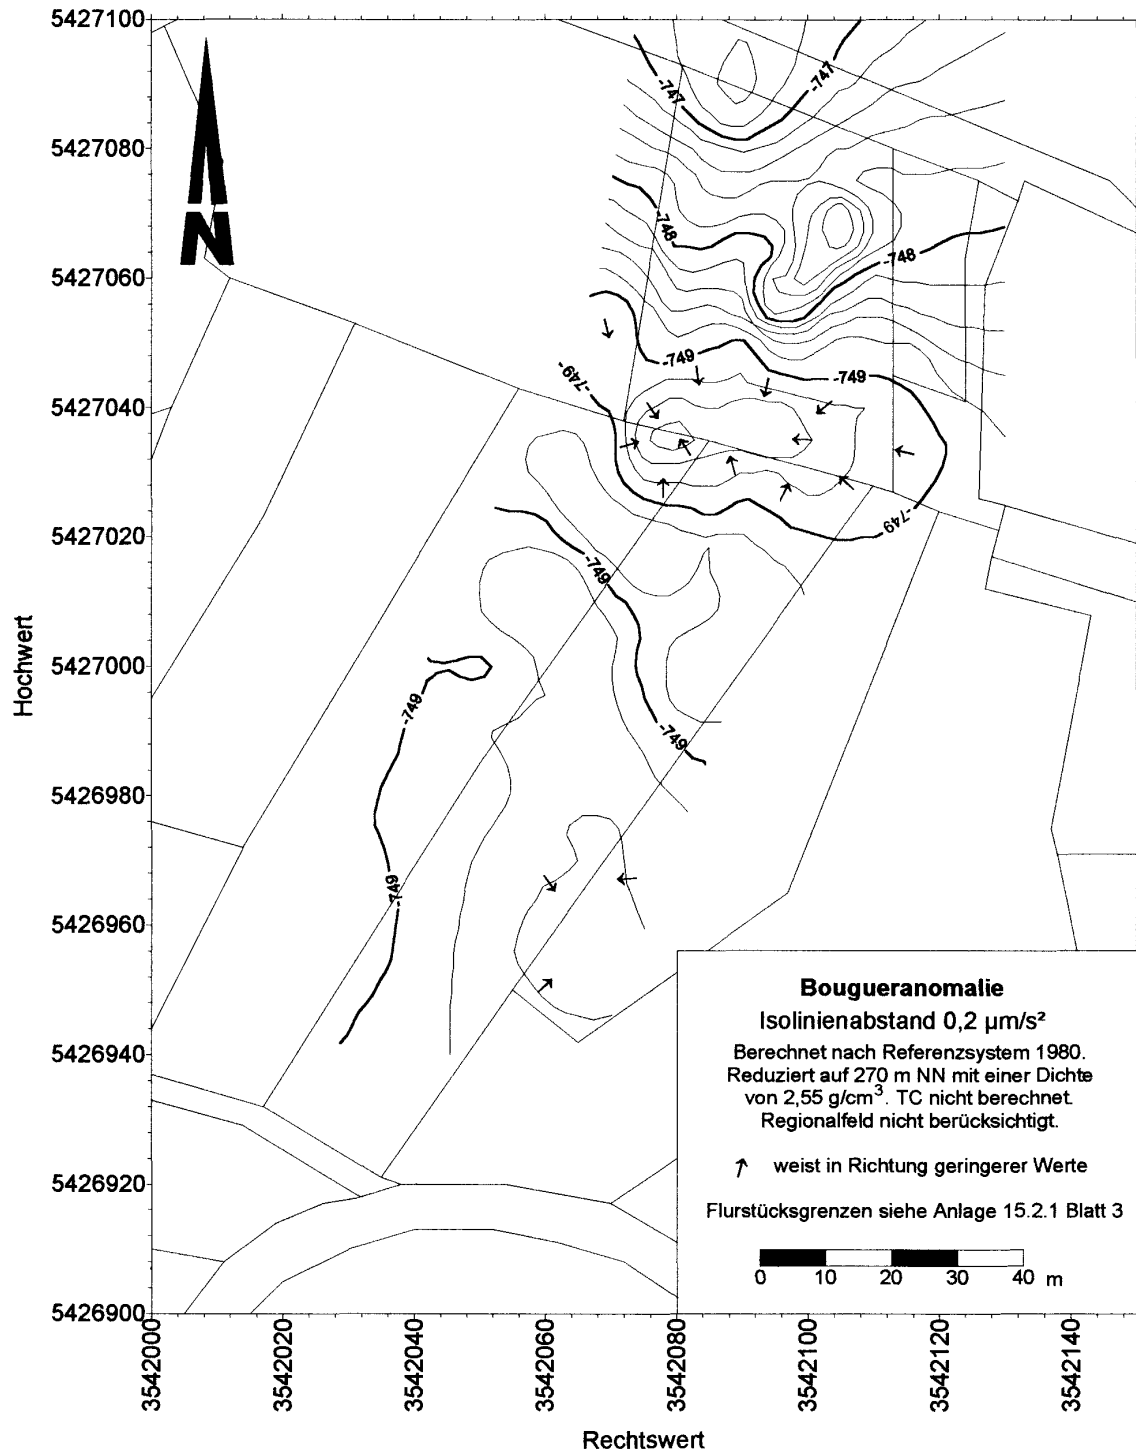 5427100
5427080
5427060
5427040
5427020
5427000
5426980
5426960
5426940
5426920
5426900
Hochwert
N
-747
-747
-748
-748
-749
-749
-749-
-749
-749
-749
-749
-749
Bougueranomalie
Isolinienabstand 0,2 µm/s²
Berechnet nach Referenzsystem 1980.
Reduziert auf 270 m NN mit einer Dichte
von 2,55 g/cm³. TC nicht berechnet.
Regionalfeld nicht berücksichtigt.
weist in Richtung geringerer Werte
Flurstücksgrenzen siehe Anlage 15.2.1 Blatt 3
0 10 20 30 40 m
3542000
3542020
3542040
3542060
3542080
3542100
3542120
3542140
Rechtswert